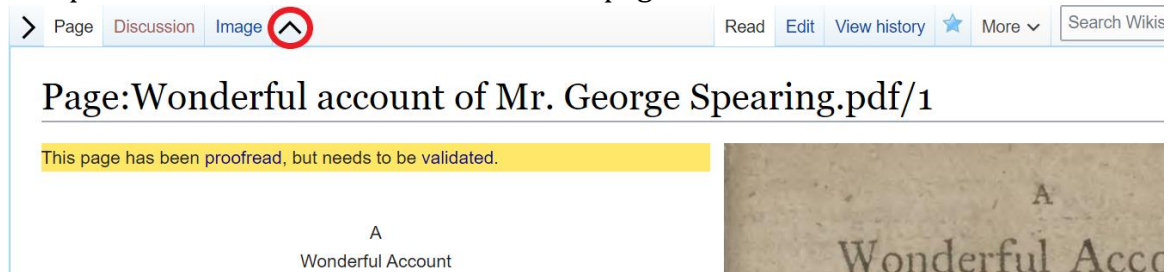 Page Discussion Image Read Edit View history More Search Wikis
Page:Wonderful account of Mr. George Spearing.pdf/1
This page has been proofread, but needs to be validated.
A
Wonderful Account
A
Wonderful Acco